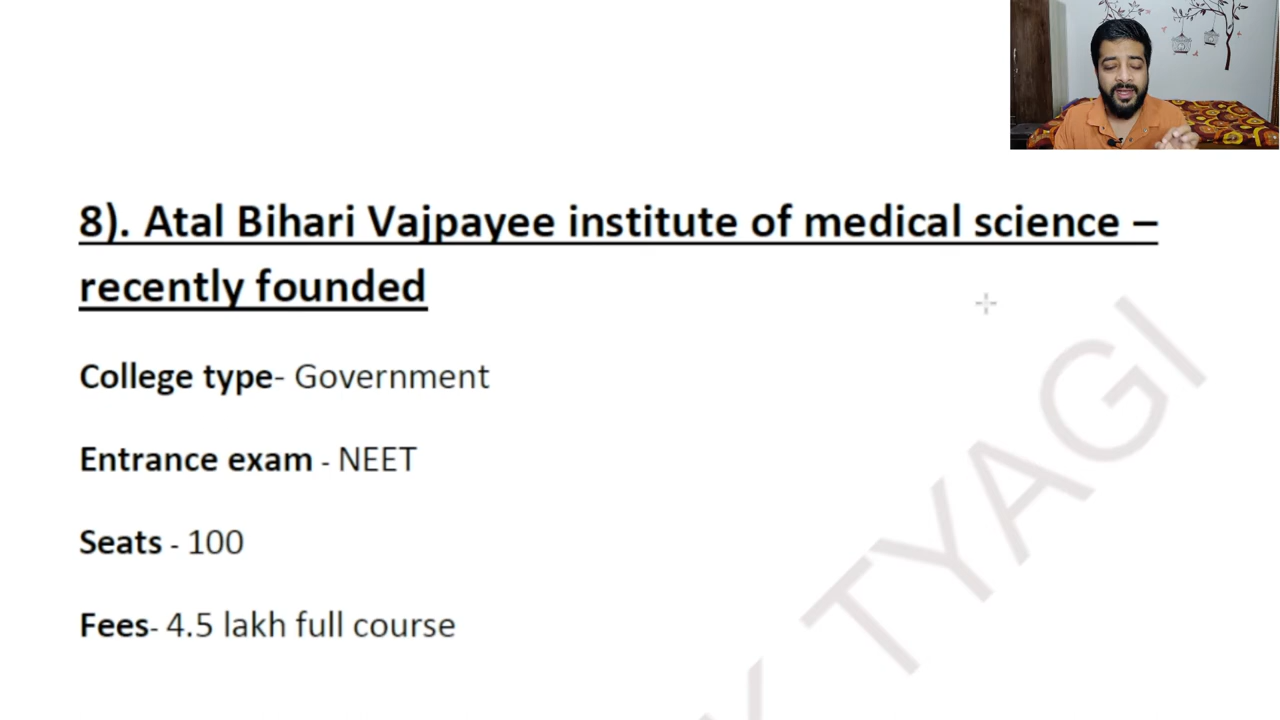 8). Atal Bihari Vajpayee institute of medical science –
recently founded
College type- Government
Entrance exam - NEET
Seats - 100
Fees- 4.5 lakh full course
TYAGI